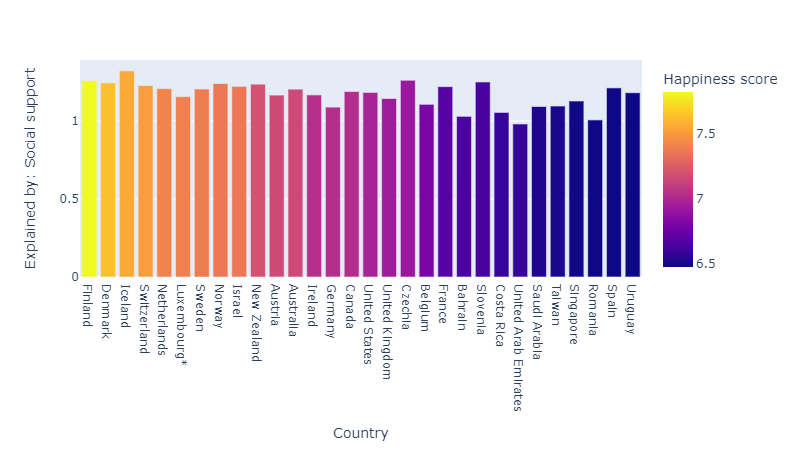 Happiness score
Explained by: Social support
1
0.5
0
7.5
7
6.5
Finland
Denmark
Iceland
Switzerland
Netherlands
Luxembourg*
Sweden
Norway
Israel
New Zealand
Austria
Australia
Ireland
Germany
Canada
United States
United Kingdom
Czechia
Belgium
France
Bahrain
Slovenia
Costa Rica
United Arab Emirates
Saudi Arabia
Taiwan
Singapore
Romania
Spain
Uruguay
Country